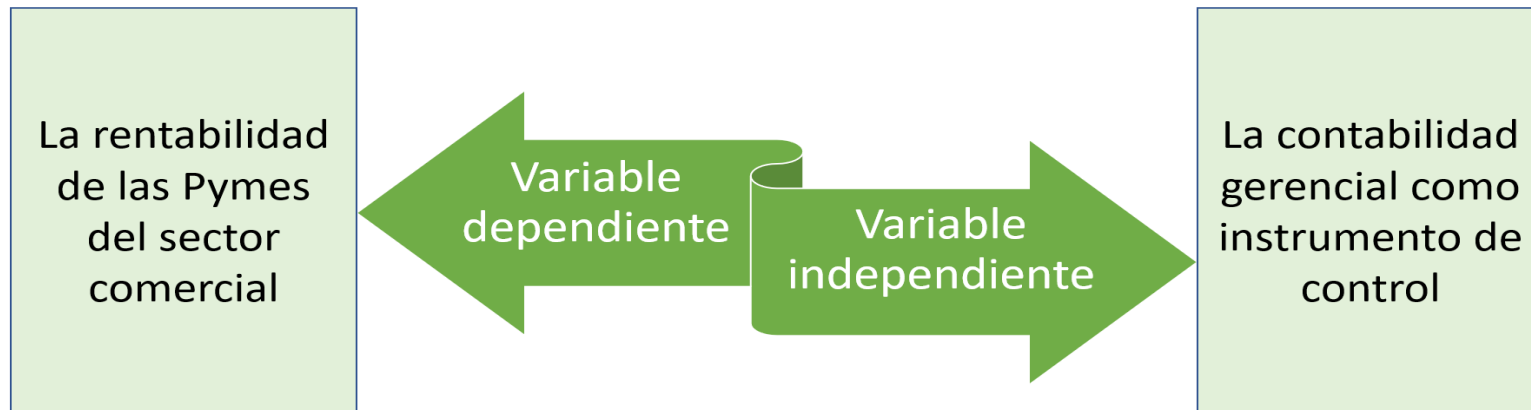 La rentabilidad
de las Pymes
del sector
comercial
Variable
dependiente
Variable
independiente
La contabilidad
gerencial como
instrumento de
control